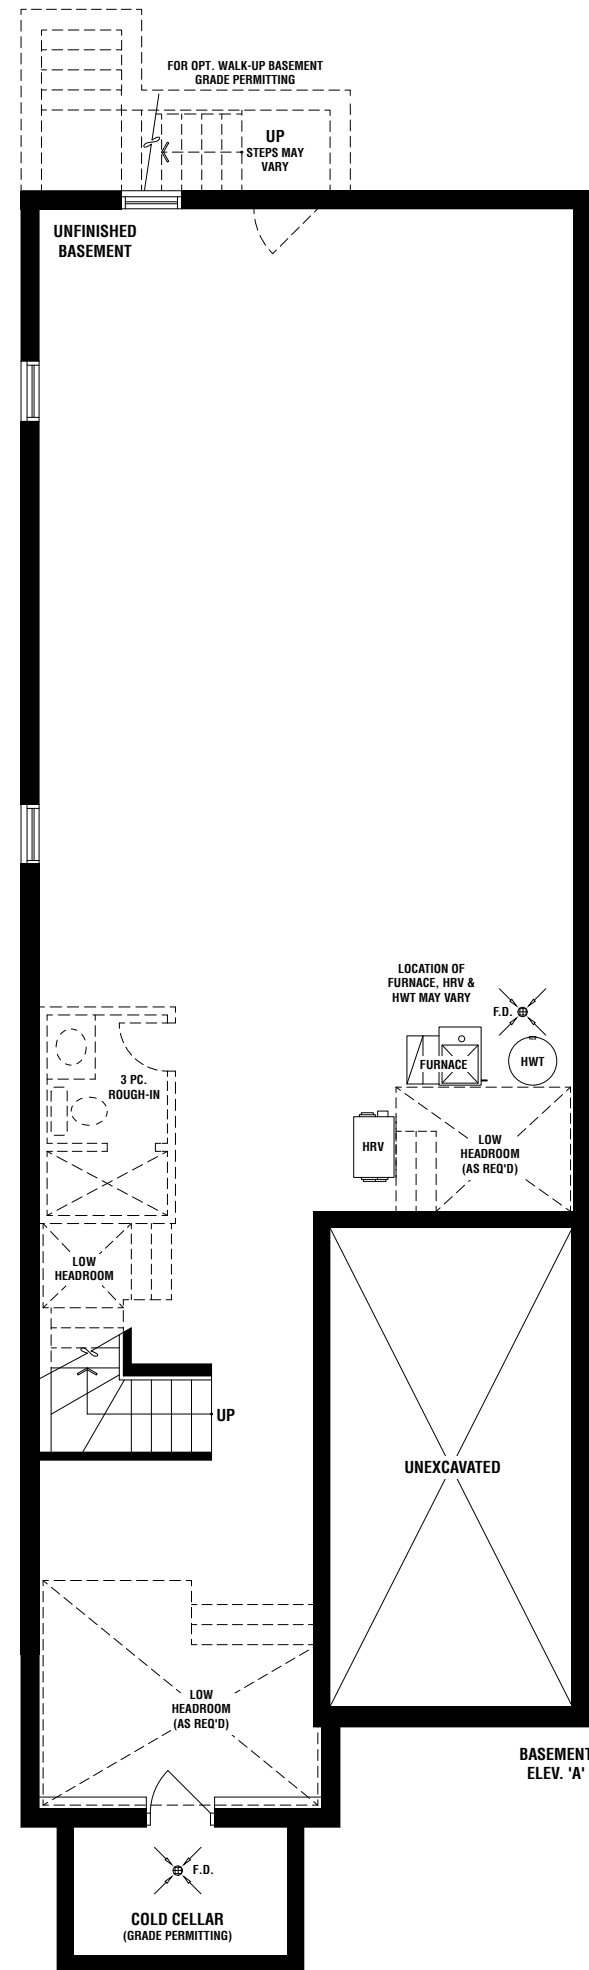 FOR OPT. WALK-UP BASEMENT
GRADE PERMITTING
UP
STEPS MAY
VARY
UNFINISHED
BASEMENT
LOCATION OF
FURNACE, HRV &
HWT MAY VARY
F.D.
FURNACE
HWT
3 PC.
ROUGH-IN
HRV
LOW
HEADROOM
(AS REQ'D)
LOW
HEADROOM
UP
UNEXCAVATED
LOW
HEADROOM
(AS REQ'D)
BASEMENT
ELEV. 'A'
F.D.
COLD CELLAR
(GRADE PERMITTING)